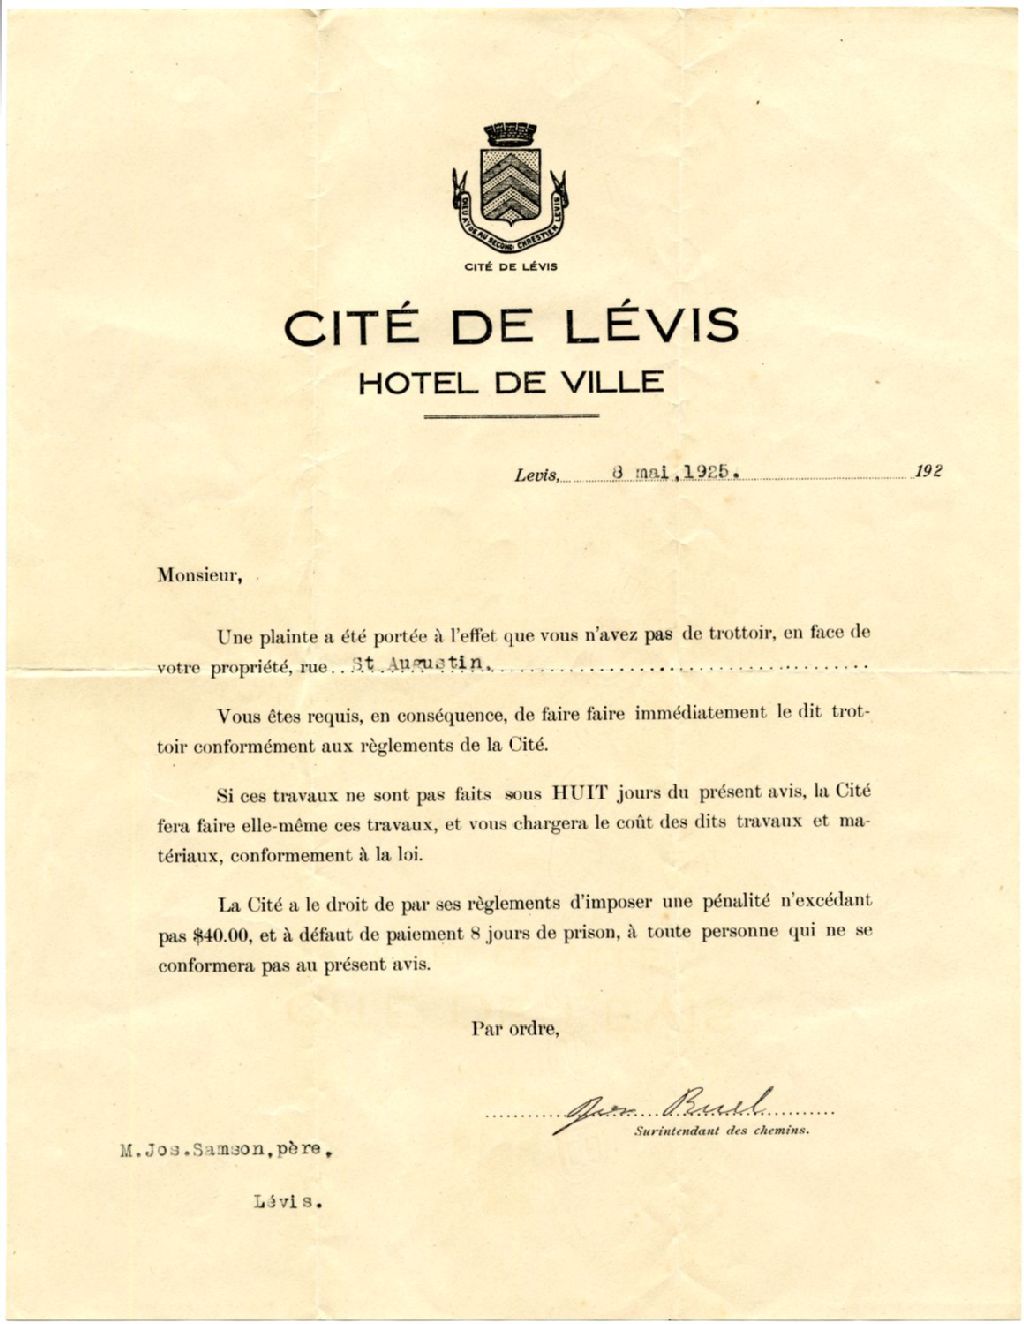 DIEU AYDE AU SECOND CHRESTIEN LEVIS
CITÉ DE LÉVIS
CITÉ DE LÉVIS
HOTEL DE VILLE
Levis, 8 mai,1925. 192
Monsieur,
Une plainte a été portée à l'effet que vous n'avez pas de trottoir, en face de
votre propriété, rue St.Augustin.
Vous êtes requis, en conséquence, de faire faire immédiatement le dit trot-
toir conformément aux règlements de la Cité.
Si ces travaux ne sont pas faits sous HUIT jours du présent avis, la Cité
fera faire elle-même ces travaux, et vous chargera le coût des dits travaux et ma-
tériaux, conformement à la loi.
La Cité a le droit de par ses règlements d'imposer une pénalité n'excédant
pas $40.00, et à défaut de paiement 8 jours de prison, à toute personne qui ne se
conformera pas au présent avis.
Par ordre,
Surintendant des chemins.
M.Jos.Samson,père,
Lévis.